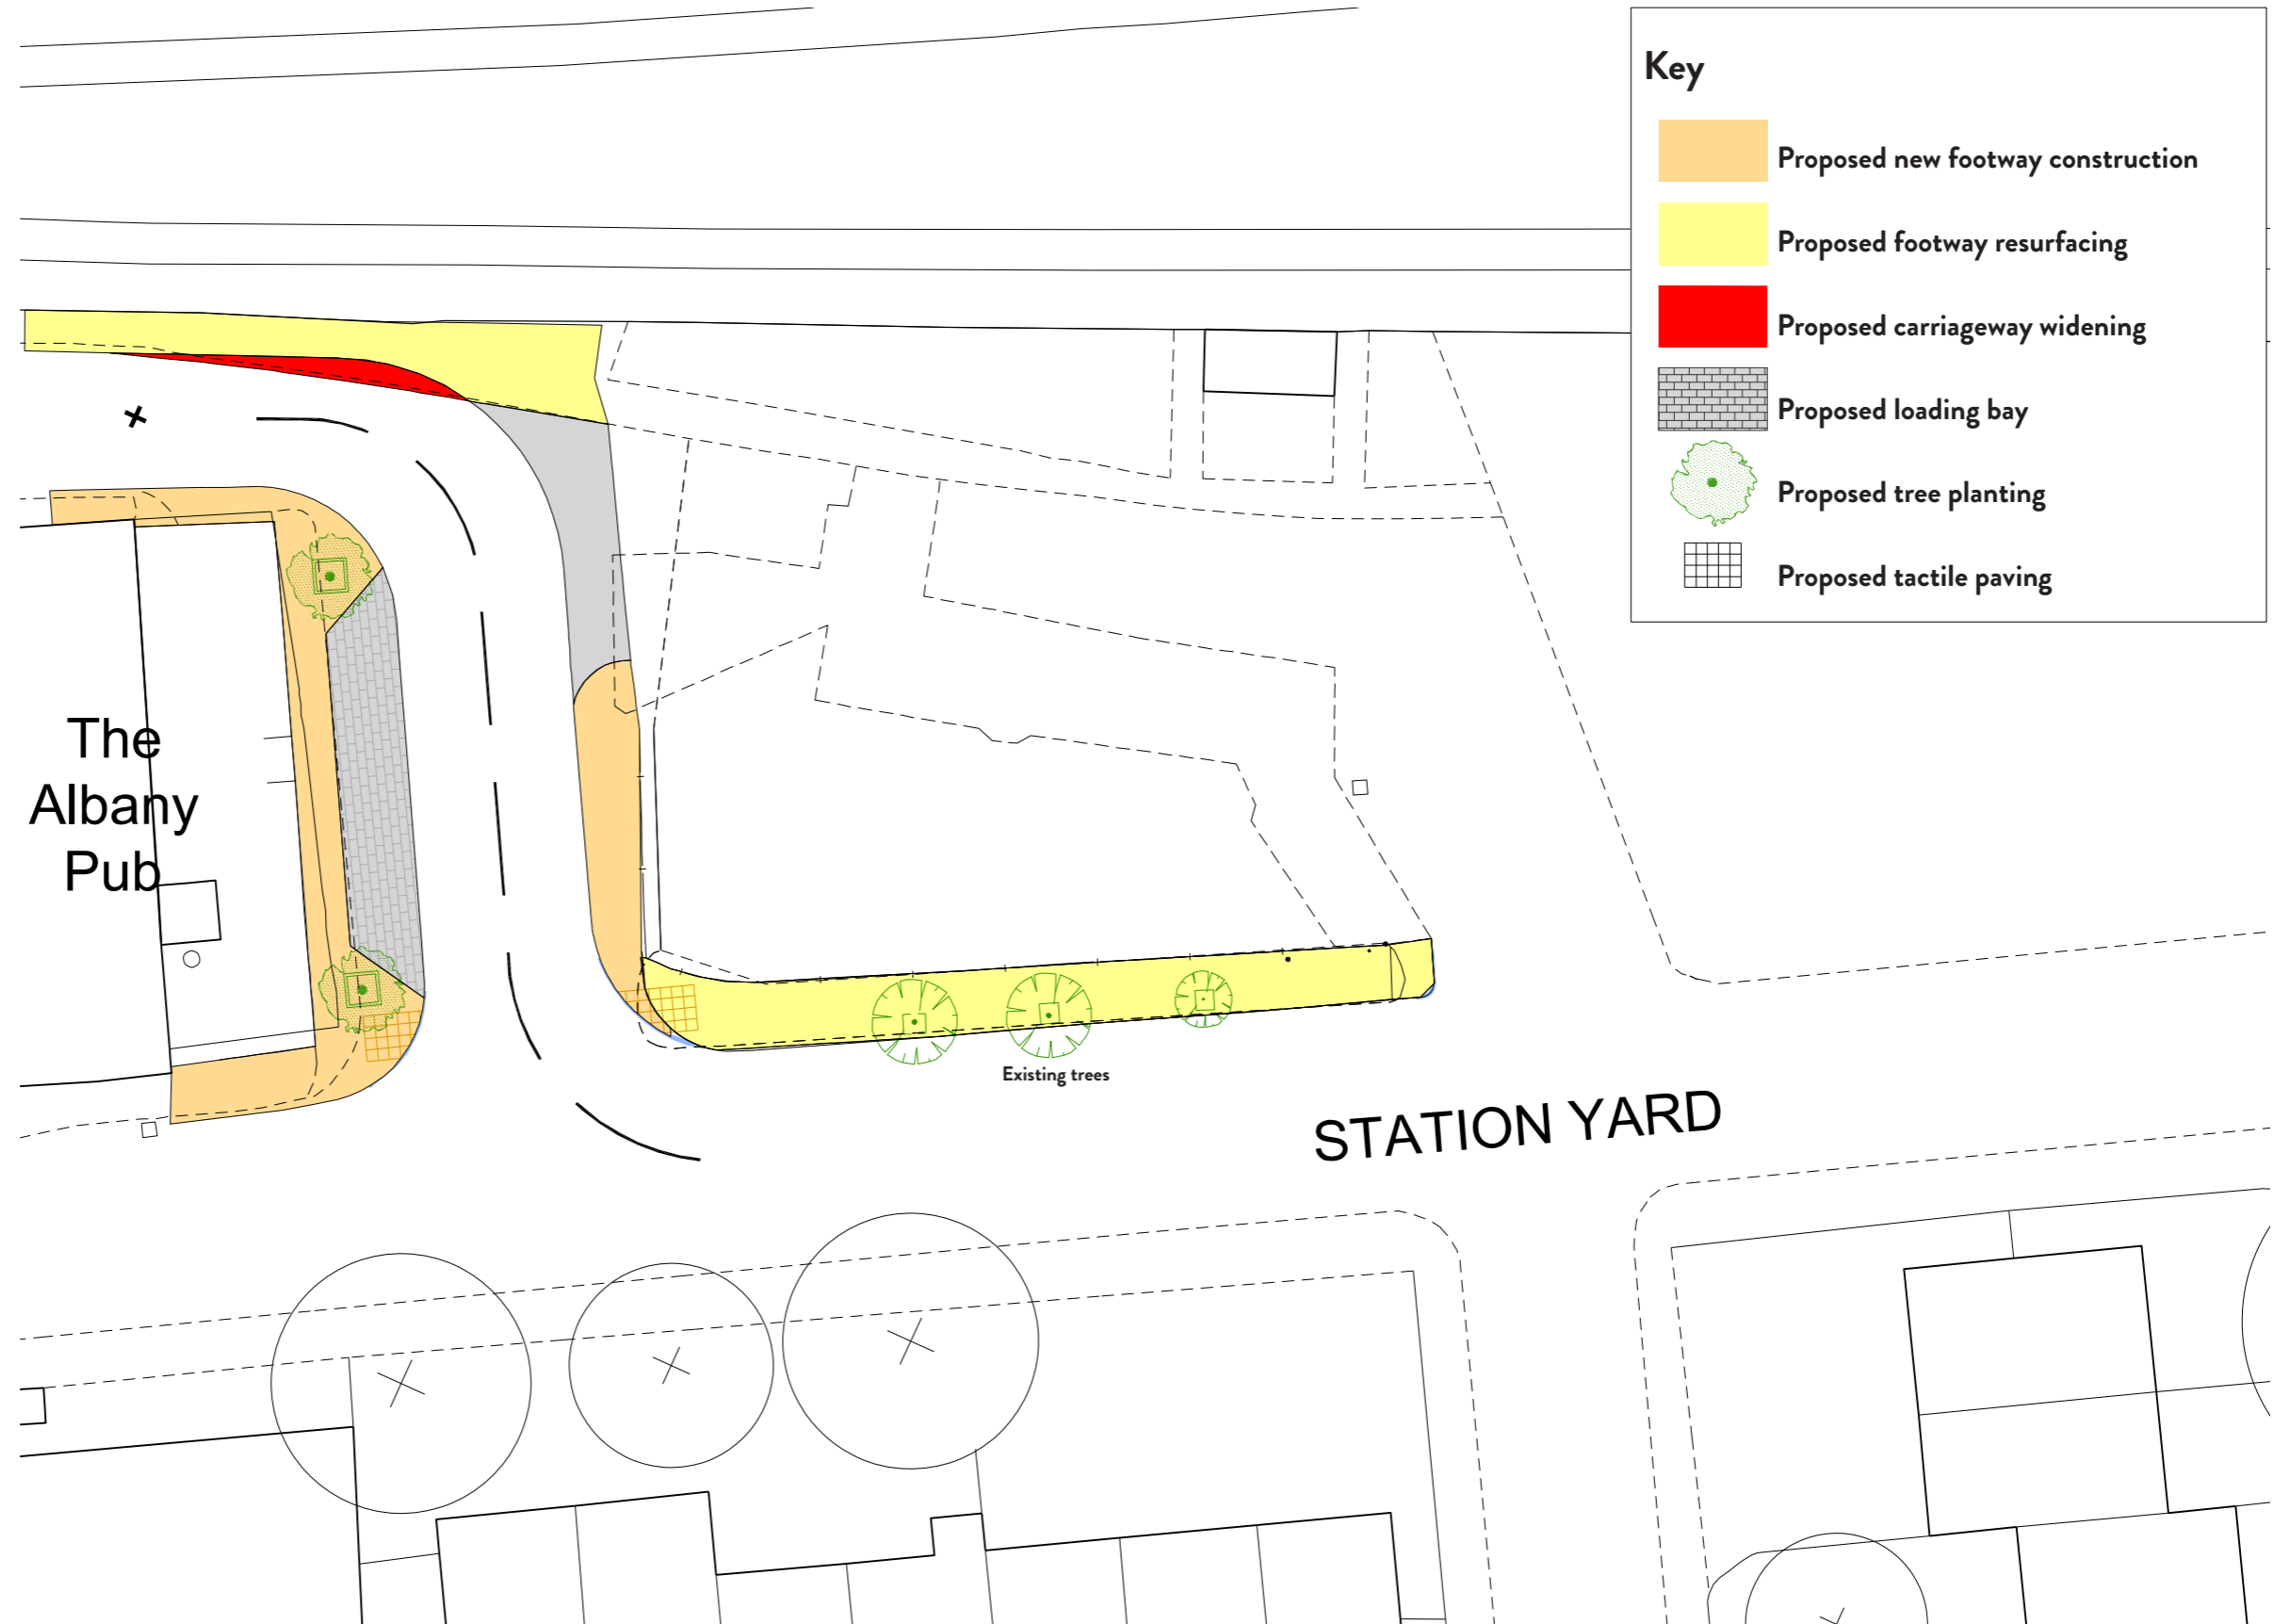 Key
Proposed new footway construction
Proposed footway resurfacing
Proposed carriageway widening
Proposed loading bay
Proposed tree planting
Proposed tactile paving
The
Albany
Pub
Existing trees
STATION YARD